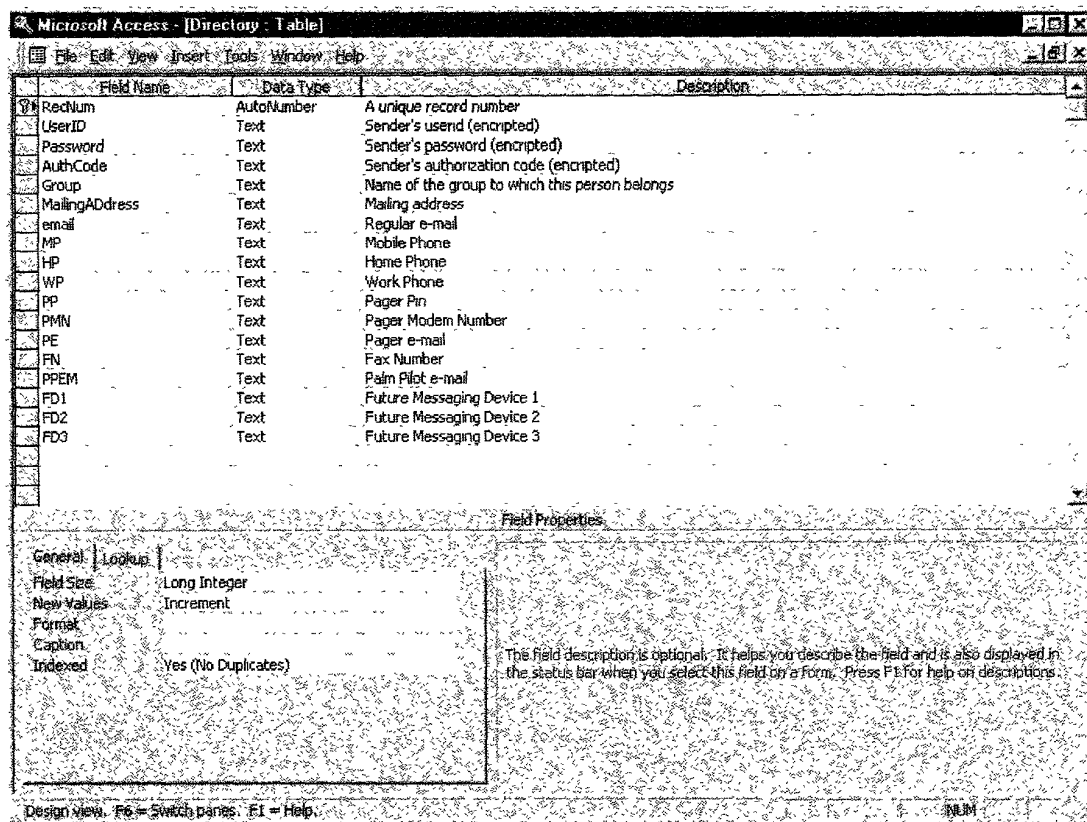 Microsoft Access - [Directory : Table]
File Edit View Insert Tools Window Help
Field Name Data Type Description
RecNum AutoNumber A unique record number
UserID Text Sender's userid (encripted)
Password Text Sender's password (encripted)
AuthCode Text Sender's authorization code (encripted)
Group Text Name of the group to which this person belongs
MailingADdress Text Mailing address
email Text Regular e-mail
MP Text Mobile Phone
HP Text Home Phone
WP Text Work Phone
PP Text Pager Pin
PMN Text Pager Modem Number
PE Text Pager e-mail
FN Text Fax Number
PPEM Text Palm Pilot e-mail
FD1 Text Future Messaging Device 1
FD2 Text Future Messaging Device 2
FD3 Text Future Messaging Device 3
Field Properties
General Lookup
Field Size Long Integer
New Values Increment
Format
Caption
Indexed Yes (No Duplicates)
The field description is optional. It helps you describe the field and is also displayed in
the status bar when you select this field on a form. Press F1 for help on descriptions.
Design view. F6 = Switch panes. F1 = Help. NUM